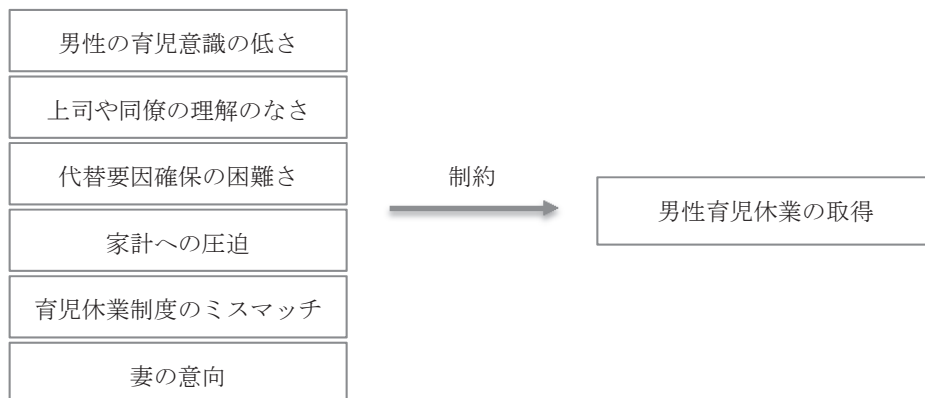 男性の育児意識の低さ
上司や同僚の理解のなさ
代替要因確保の困難さ
家計への圧迫
育児休業制度のミスマッチ
妻の意向
制約
男性育児休業の取得